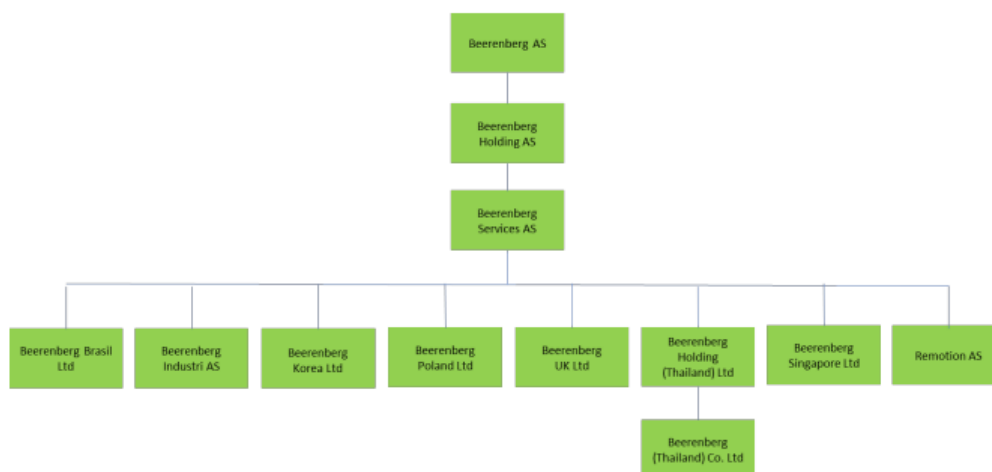 Beerenberg AS
Beerenberg
Holding AS
Beerenberg
Services AS
Beerenberg Brasil
Ltd
Beerenberg
Industri AS
Beerenberg
Korea Ltd
Beerenberg
Poland Ltd
Beerenberg
UK Ltd
Beerenberg
Holding
(Thailand) Ltd
Beerenberg
Singapore Ltd
Remotion AS
Beerenberg
(Thailand) Co. Ltd